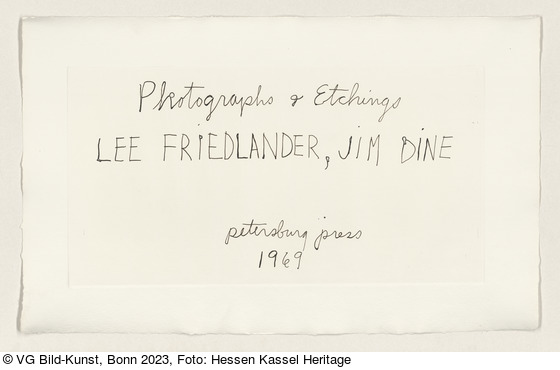 Photographs & Etchings
LEE FRIEDLANDER, JIM DINE
petersburg press
1969
© VG Bild-Kunst, Bonn 2023, Foto: Hessen Kassel Heritage